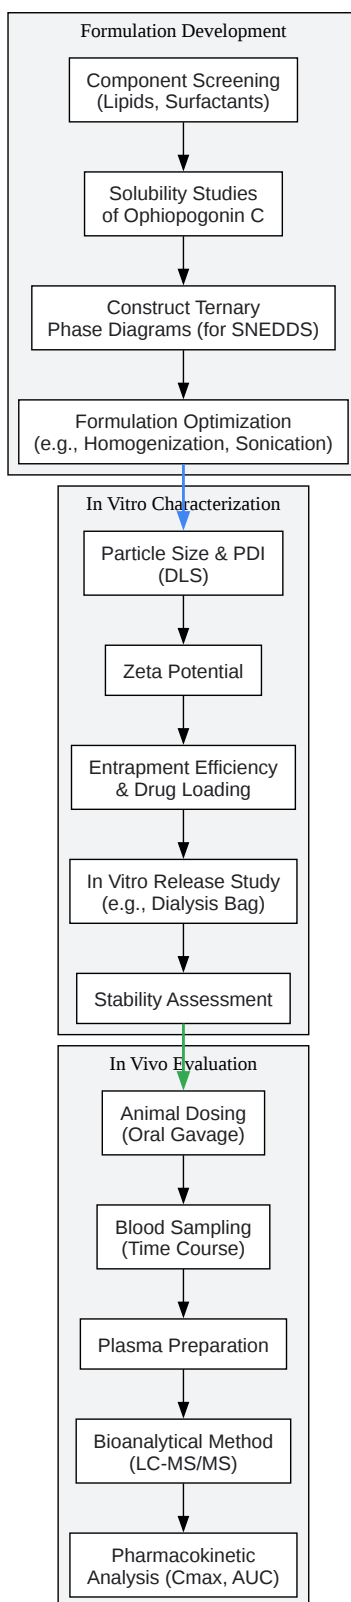 Formulation Development
Component Screening
(Lipids, Surfactants)
Solubility Studies
of Ophiopogonin C
Construct Ternary
Phase Diagrams (for SNEDDS)
Formulation Optimization
(e.g., Homogenization, Sonication)
In Vitro Characterization
Particle Size & PDI
(DLS)
Zeta Potential
Entrapment Efficiency
& Drug Loading
In Vitro Release Study
(e.g., Dialysis Bag)
Stability Assessment
In Vivo Evaluation
Animal Dosing
(Oral Gavage)
Blood Sampling
(Time Course)
Plasma Preparation
Bioanalytical Method
(LC-MS/MS)
Pharmacokinetic
Analysis (Cmax, AUC)